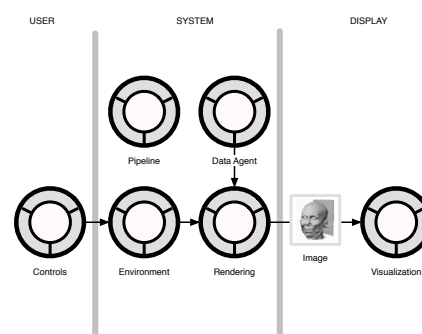 USER SYSTEM DISPLAY
Pipeline Data Agent
Controls Environment Rendering Image Visualization